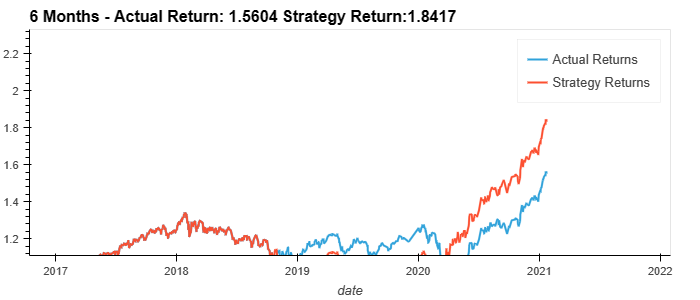 6 Months - Actual Return: 1.5604 Strategy Return:1.8417
Actual Returns
Strategy Returns
2.2
2
1.8
1.6
1.4
1.2
2017 2018 2019 2020 2021 2022
date